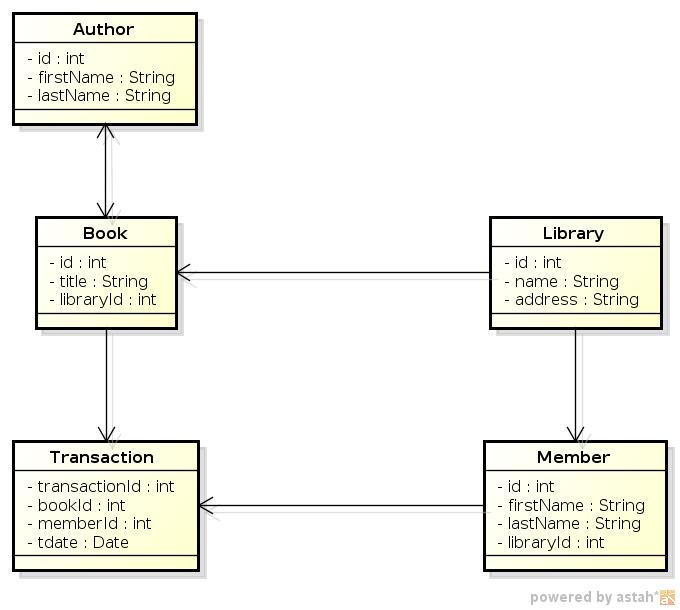 Author
- id : int
- firstName : String
- lastName : String
Book
- id : int
- title : String
- libraryId : int
Library
- id : int
- name : String
- address : String
Transaction
- transactionId : int
- bookId : int
- memberId : int
- tdate : Date
Member
- id : int
- firstName : String
- lastName : String
- libraryId : int
powered by astah*